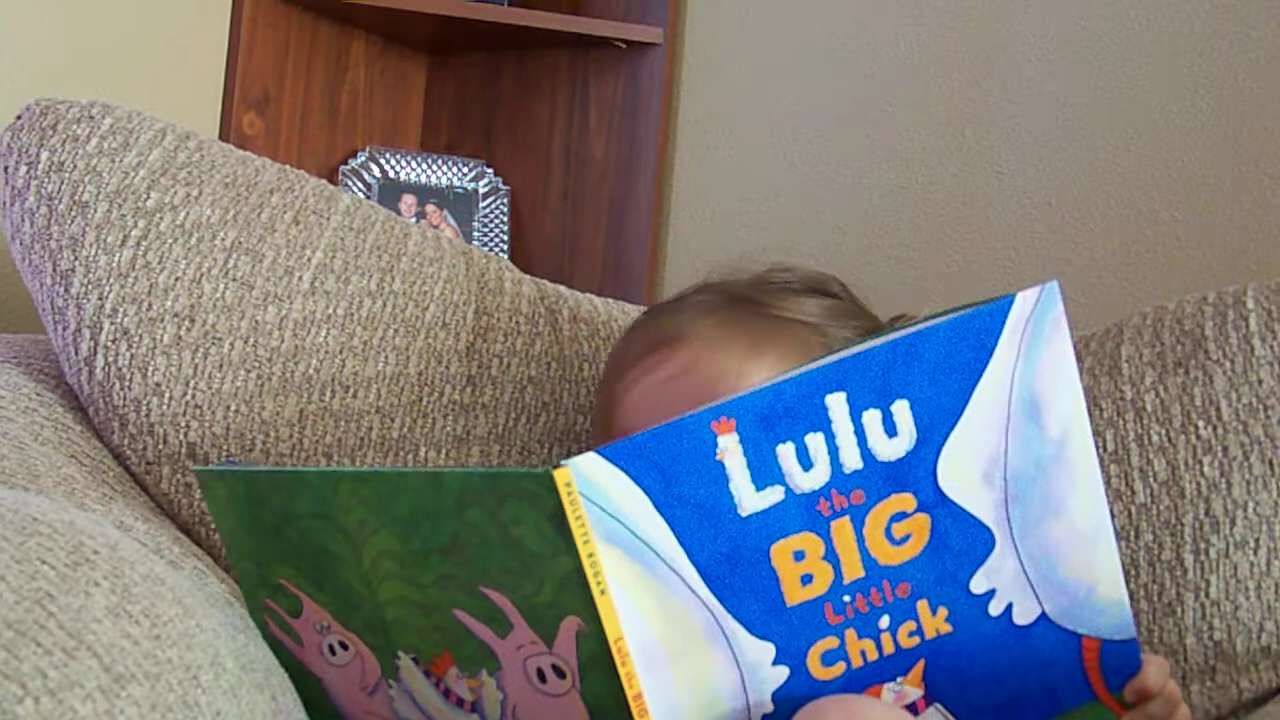 Lulu
the
BIG
Little
Chick
PAULETTE BOGAN
Lulu the BIG